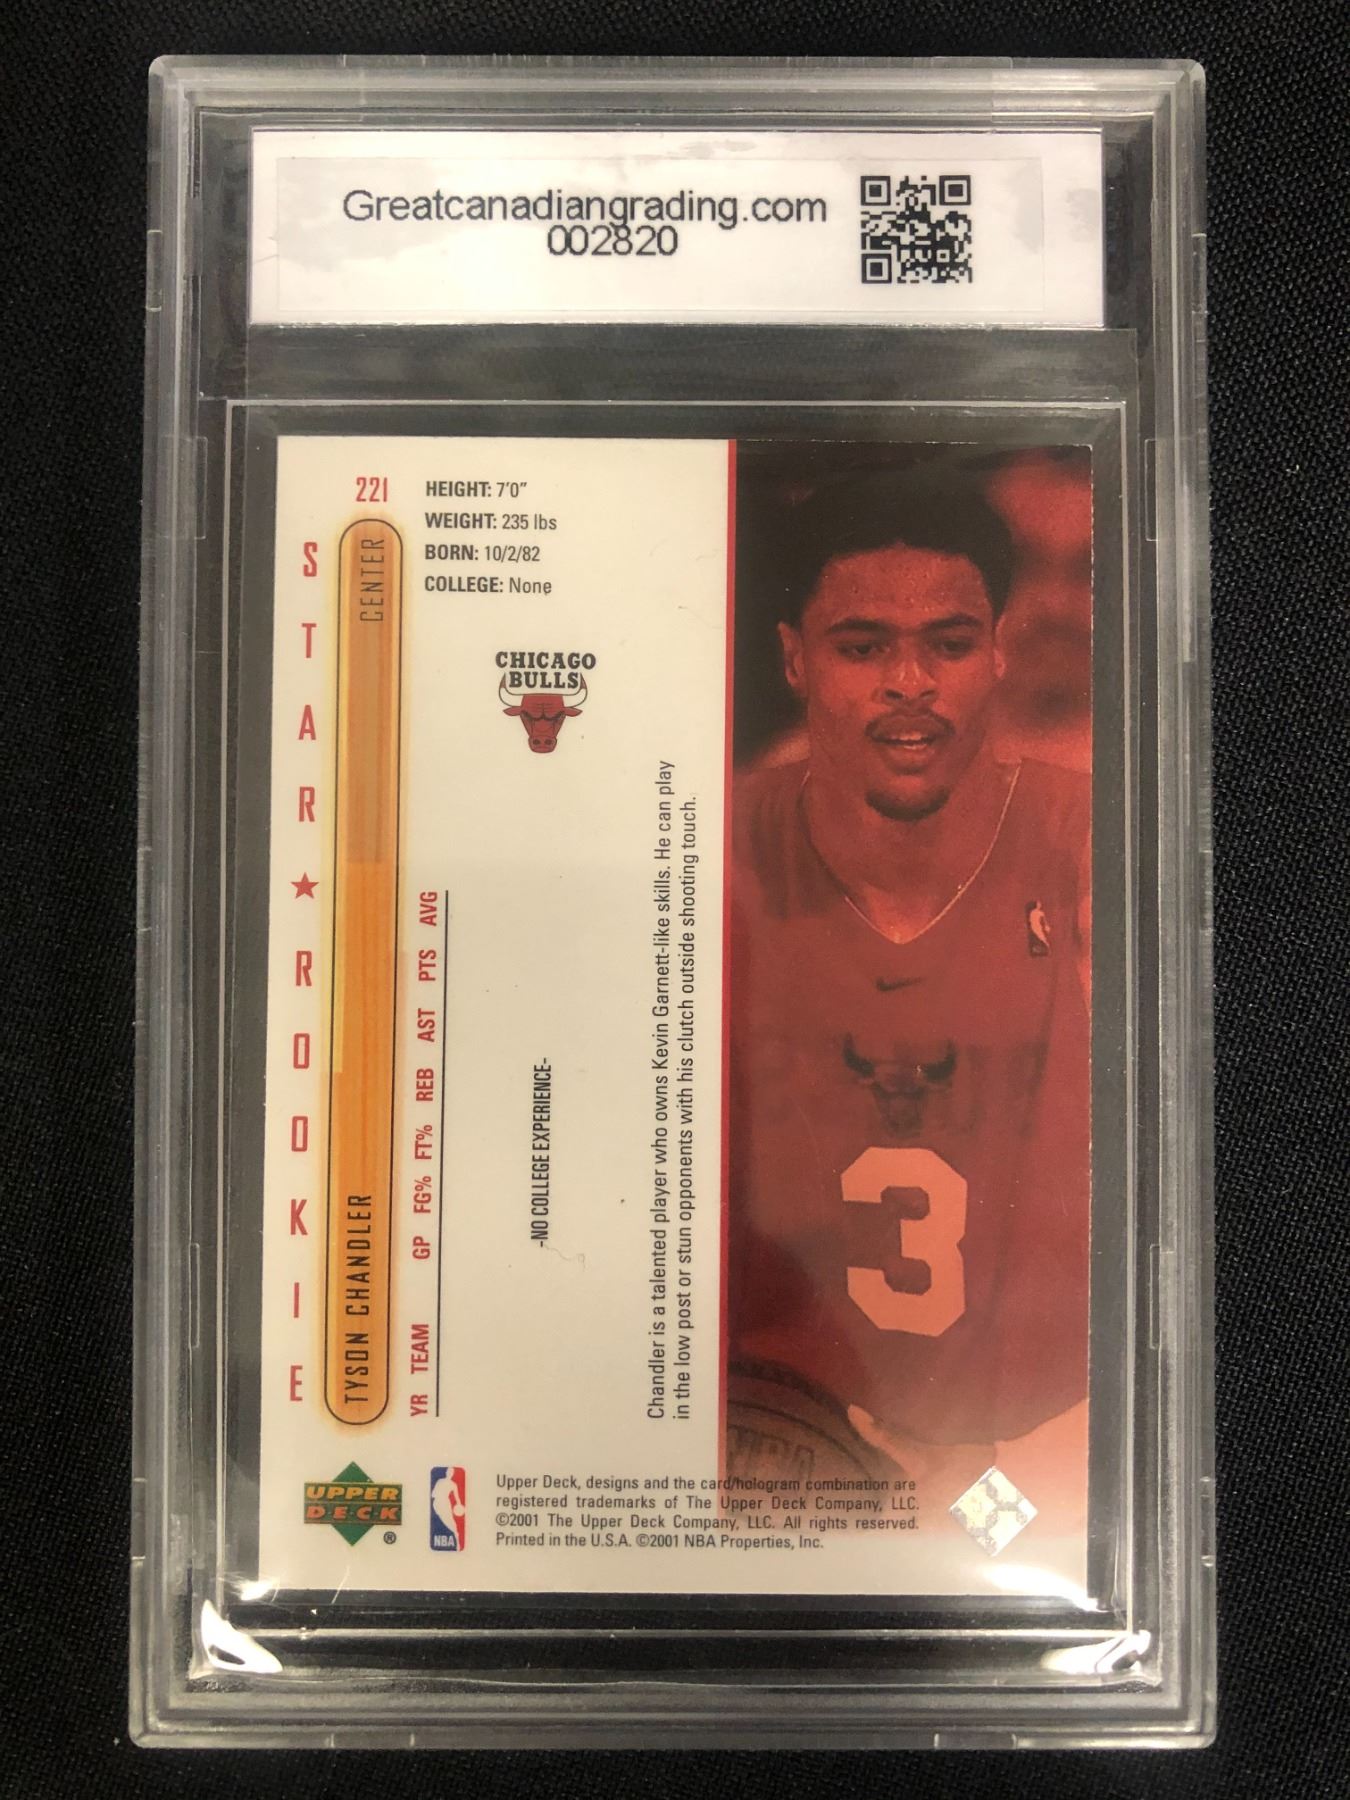 Greatcanadiangrading.com
002820
221
HEIGHT: 7'0"
WEIGHT: 235 lbs
BORN: 10/2/82
COLLEGE: None
STAR★ROOKIE
TYSON CHANDLER CENTER
CHICAGO
BULLS
YR TEAM GP FG% FT% REB AST PTS AVG
-NO COLLEGE EXPERIENCE-
Chandler is a talented player who owns Kevin Garnett-like skills. He can play
in the low post or stun opponents with his clutch outside shooting touch.
3
UPPER
DECK
®
NBA
Upper Deck, designs and the card/hologram combination are
registered trademarks of The Upper Deck Company, LLC.
©2001 The Upper Deck Company, LLC. All rights reserved.
Printed in the U.S.A. ©2001 NBA Properties, Inc.